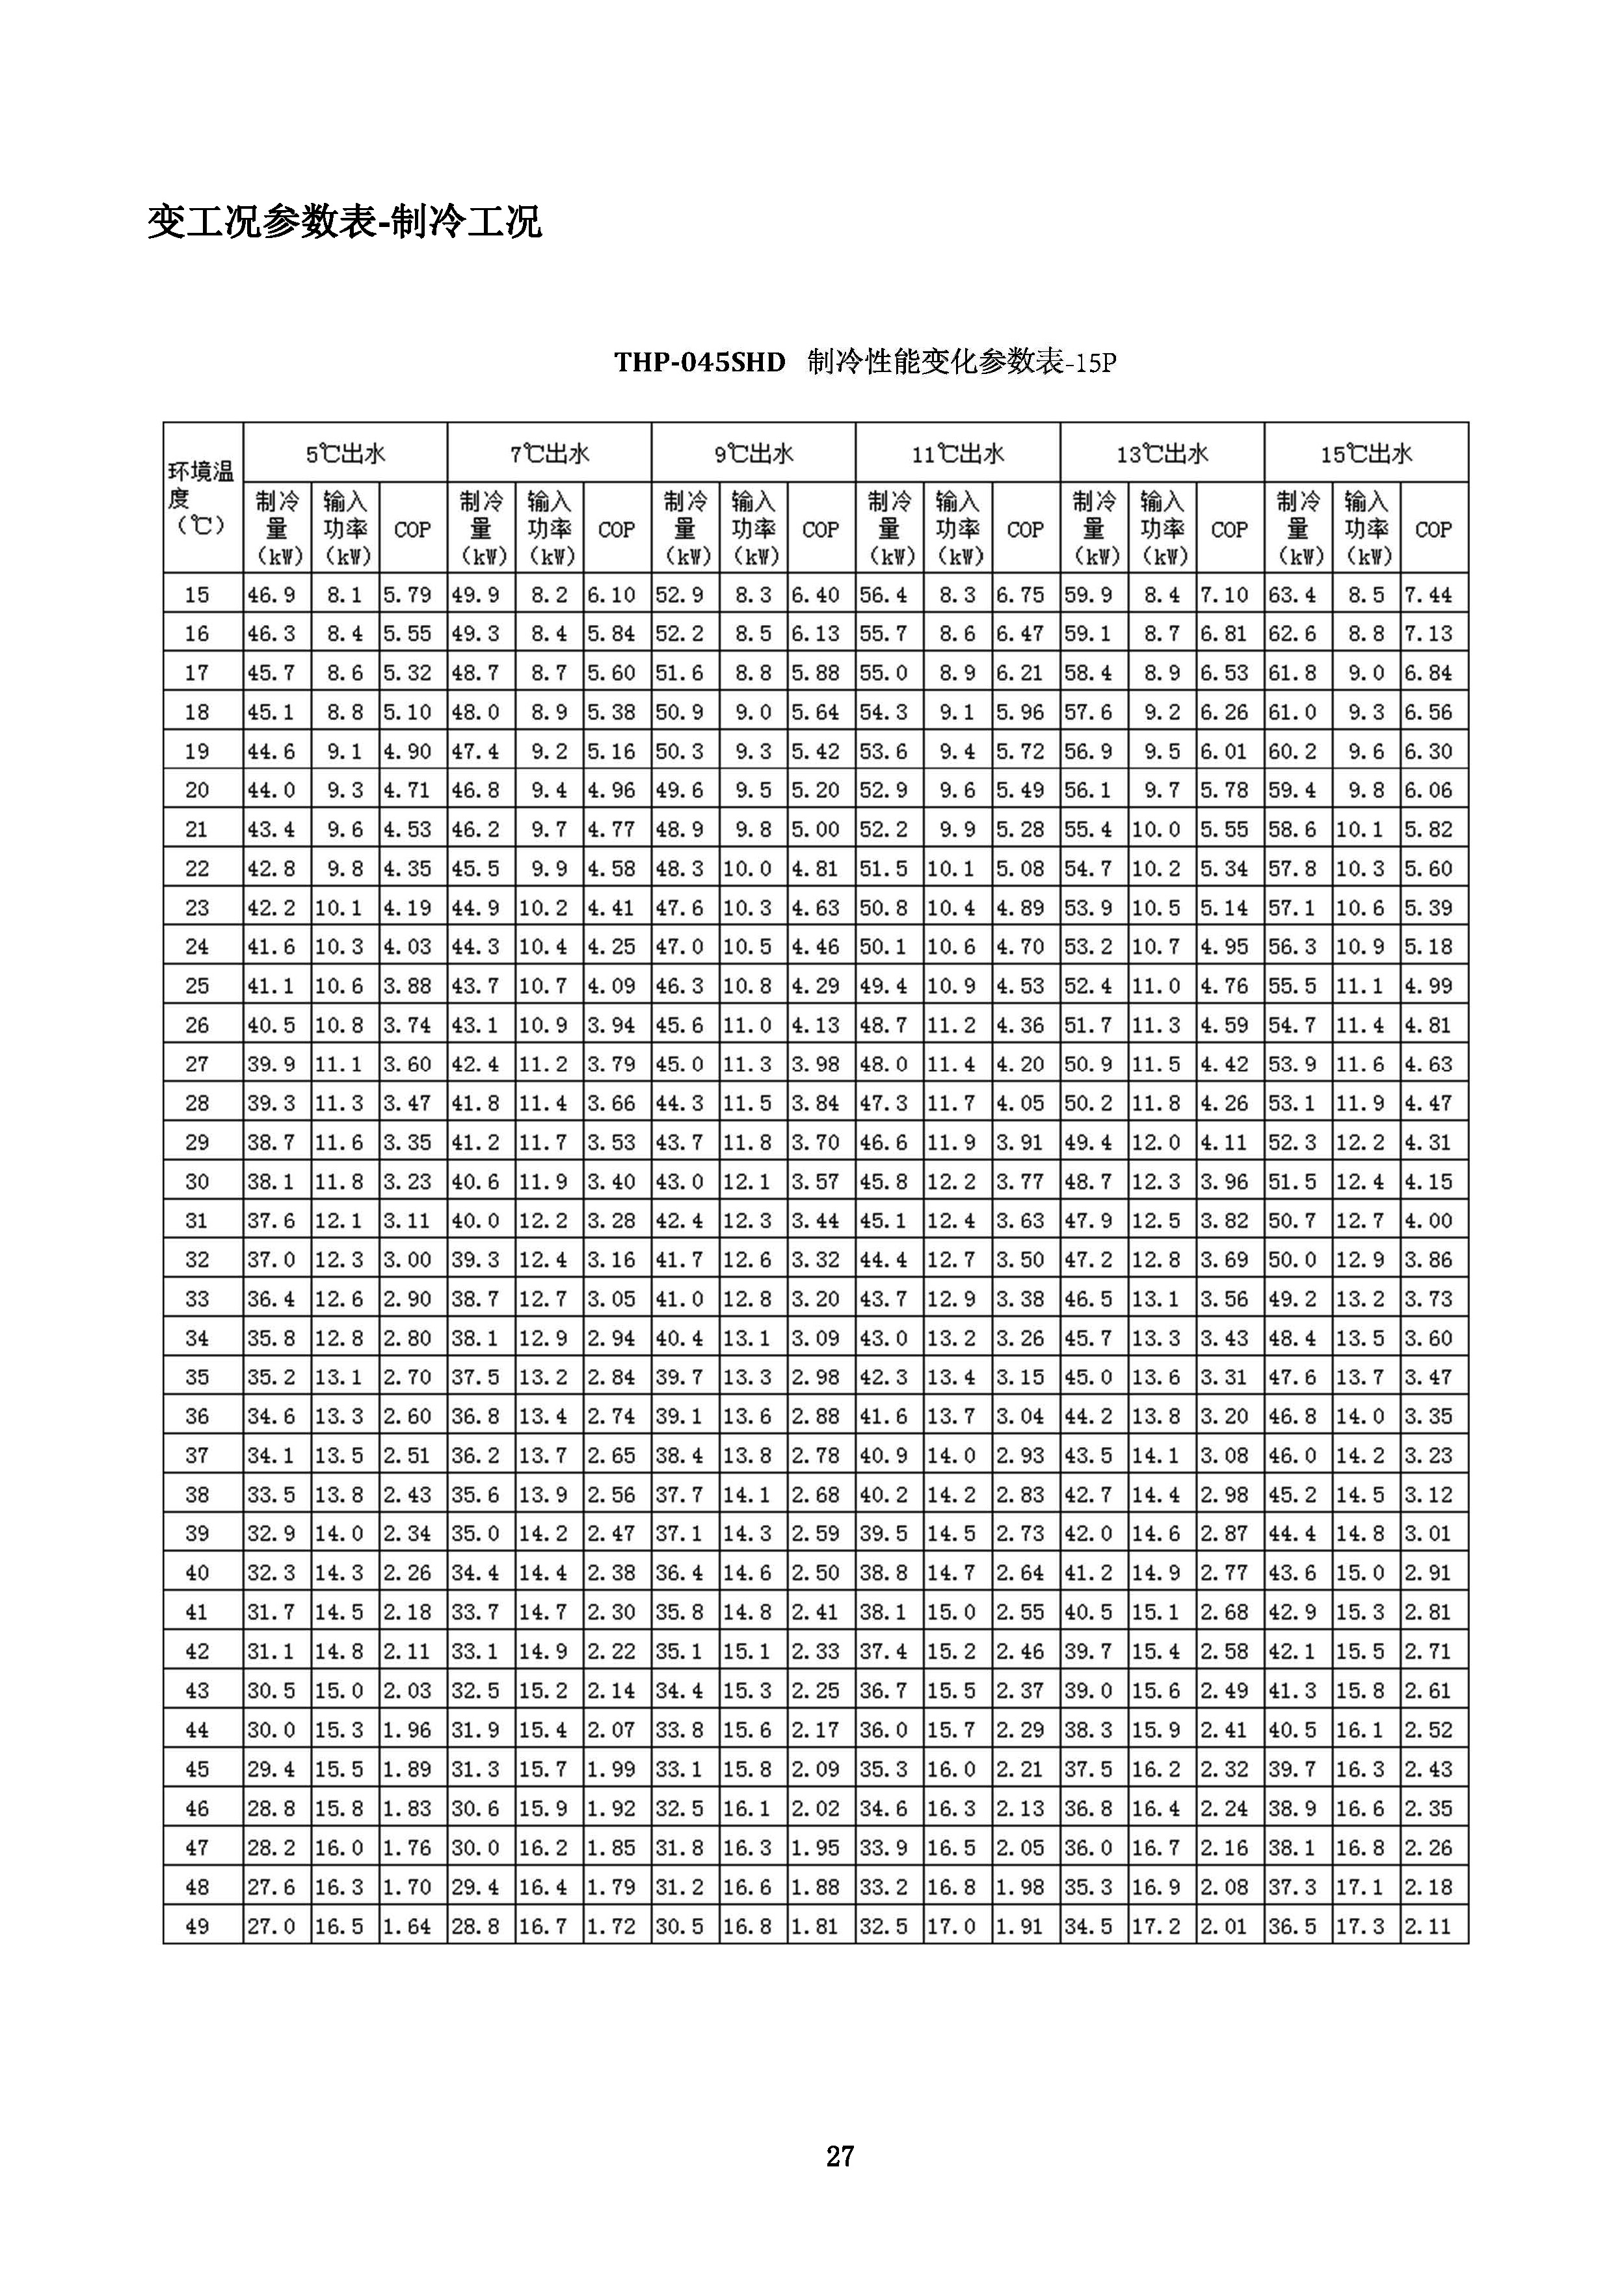 变工况参数表-制冷工况
THP-045SHD 制冷性能变化参数表-15P
环境温度（℃） 5℃出水 7℃出水 9℃出水 11℃出水 13℃出水 15℃出水
制冷量（kW） 输入功率（kW） COP 制冷量（kW） 输入功率（kW） COP 制冷量（kW） 输入功率（kW） COP 制冷量（kW） 输入功率（kW） COP 制冷量（kW） 输入功率（kW） COP 制冷量（kW） 输入功率（kW） COP
15 46.9 8.1 5.79 49.9 8.2 6.10 52.9 8.3 6.40 56.4 8.3 6.75 59.9 8.4 7.10 63.4 8.5 7.44
16 46.3 8.4 5.55 49.3 8.4 5.84 52.2 8.5 6.13 55.7 8.6 6.47 59.1 8.7 6.81 62.6 8.8 7.13
17 45.7 8.6 5.32 48.7 8.7 5.60 51.6 8.8 5.88 55.0 8.9 6.21 58.4 8.9 6.53 61.8 9.0 6.84
18 45.1 8.8 5.10 48.0 8.9 5.38 50.9 9.0 5.64 54.3 9.1 5.96 57.6 9.2 6.26 61.0 9.3 6.56
19 44.6 9.1 4.90 47.4 9.2 5.16 50.3 9.3 5.42 53.6 9.4 5.72 56.9 9.5 6.01 60.2 9.6 6.30
20 44.0 9.3 4.71 46.8 9.4 4.96 49.6 9.5 5.20 52.9 9.6 5.49 56.1 9.7 5.78 59.4 9.8 6.06
21 43.4 9.6 4.53 46.2 9.7 4.77 48.9 9.8 5.00 52.2 9.9 5.28 55.4 10.0 5.55 58.6 10.1 5.82
22 42.8 9.8 4.35 45.5 9.9 4.58 48.3 10.0 4.81 51.5 10.1 5.08 54.7 10.2 5.34 57.8 10.3 5.60
23 42.2 10.1 4.19 44.9 10.2 4.41 47.6 10.3 4.63 50.8 10.4 4.89 53.9 10.5 5.14 57.1 10.6 5.39
24 41.6 10.3 4.03 44.3 10.4 4.25 47.0 10.5 4.46 50.1 10.6 4.70 53.2 10.7 4.95 56.3 10.9 5.18
25 41.1 10.6 3.88 43.7 10.7 4.09 46.3 10.8 4.29 49.4 10.9 4.53 52.4 11.0 4.76 55.5 11.1 4.99
26 40.5 10.8 3.74 43.1 10.9 3.94 45.6 11.0 4.13 48.7 11.2 4.36 51.7 11.3 4.59 54.7 11.4 4.81
27 39.9 11.1 3.60 42.4 11.2 3.79 45.0 11.3 3.98 48.0 11.4 4.20 50.9 11.5 4.42 53.9 11.6 4.63
28 39.3 11.3 3.47 41.8 11.4 3.66 44.3 11.5 3.84 47.3 11.7 4.05 50.2 11.8 4.26 53.1 11.9 4.47
29 38.7 11.6 3.35 41.2 11.7 3.53 43.7 11.8 3.70 46.6 11.9 3.91 49.4 12.0 4.11 52.3 12.2 4.31
30 38.1 11.8 3.23 40.6 11.9 3.40 43.0 12.1 3.57 45.8 12.2 3.77 48.7 12.3 3.96 51.5 12.4 4.15
31 37.6 12.1 3.11 40.0 12.2 3.28 42.4 12.3 3.44 45.1 12.4 3.63 47.9 12.5 3.82 50.7 12.7 4.00
32 37.0 12.3 3.00 39.3 12.4 3.16 41.7 12.6 3.32 44.4 12.7 3.50 47.2 12.8 3.69 50.0 12.9 3.86
33 36.4 12.6 2.90 38.7 12.7 3.05 41.0 12.8 3.20 43.7 12.9 3.38 46.5 13.1 3.56 49.2 13.2 3.73
34 35.8 12.8 2.80 38.1 12.9 2.94 40.4 13.1 3.09 43.0 13.2 3.26 45.7 13.3 3.43 48.4 13.5 3.60
35 35.2 13.1 2.70 37.5 13.2 2.84 39.7 13.3 2.98 42.3 13.4 3.15 45.0 13.6 3.31 47.6 13.7 3.47
36 34.6 13.3 2.60 36.8 13.4 2.74 39.1 13.6 2.88 41.6 13.7 3.04 44.2 13.8 3.20 46.8 14.0 3.35
37 34.1 13.5 2.51 36.2 13.7 2.65 38.4 13.8 2.78 40.9 14.0 2.93 43.5 14.1 3.08 46.0 14.2 3.23
38 33.5 13.8 2.43 35.6 13.9 2.56 37.7 14.1 2.68 40.2 14.2 2.83 42.7 14.4 2.98 45.2 14.5 3.12
39 32.9 14.0 2.34 35.0 14.2 2.47 37.1 14.3 2.59 39.5 14.5 2.73 42.0 14.6 2.87 44.4 14.8 3.01
40 32.3 14.3 2.26 34.4 14.4 2.38 36.4 14.6 2.50 38.8 14.7 2.64 41.2 14.9 2.77 43.6 15.0 2.91
41 31.7 14.5 2.18 33.7 14.7 2.30 35.8 14.8 2.41 38.1 15.0 2.55 40.5 15.1 2.68 42.9 15.3 2.81
42 31.1 14.8 2.11 33.1 14.9 2.22 35.1 15.1 2.33 37.4 15.2 2.46 39.7 15.4 2.58 42.1 15.5 2.71
43 30.5 15.0 2.03 32.5 15.2 2.14 34.4 15.3 2.25 36.7 15.5 2.37 39.0 15.6 2.49 41.3 15.8 2.61
44 30.0 15.3 1.96 31.9 15.4 2.07 33.8 15.6 2.17 36.0 15.7 2.29 38.3 15.9 2.41 40.5 16.1 2.52
45 29.4 15.5 1.89 31.3 15.7 1.99 33.1 15.8 2.09 35.3 16.0 2.21 37.5 16.2 2.32 39.7 16.3 2.43
46 28.8 15.8 1.83 30.6 15.9 1.92 32.5 16.1 2.02 34.6 16.3 2.13 36.8 16.4 2.24 38.9 16.6 2.35
47 28.2 16.0 1.76 30.0 16.2 1.85 31.8 16.3 1.95 33.9 16.5 2.05 36.0 16.7 2.16 38.1 16.8 2.26
48 27.6 16.3 1.70 29.4 16.4 1.79 31.2 16.6 1.88 33.2 16.8 1.98 35.3 16.9 2.08 37.3 17.1 2.18
49 27.0 16.5 1.64 28.8 16.7 1.72 30.5 16.8 1.81 32.5 17.0 1.91 34.5 17.2 2.01 36.5 17.3 2.11
27